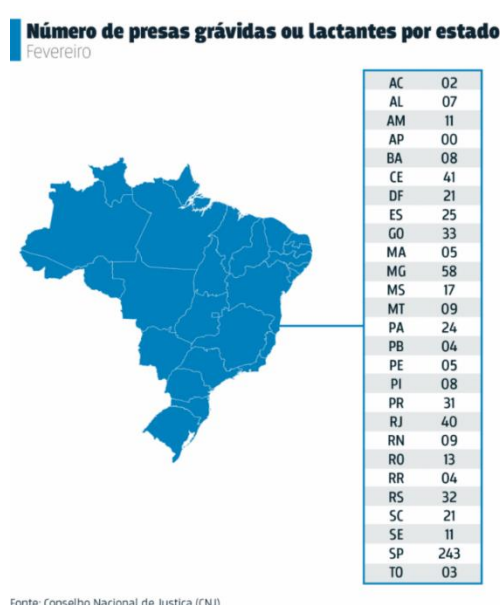 Número de presas grávidas ou lactantes por estado
Fevereiro
AC 02
AL 07
AM 11
AP 00
BA 08
CE 41
DF 21
ES 25
GO 33
MA 05
MG 58
MS 17
MT 09
PA 24
PB 04
PE 05
PI 08
PR 31
RJ 40
RN 09
RO 13
RR 04
RS 32
SC 21
SE 11
SP 243
TO 03
Fonte: Conselho Nacional de Justiça (CNJ)